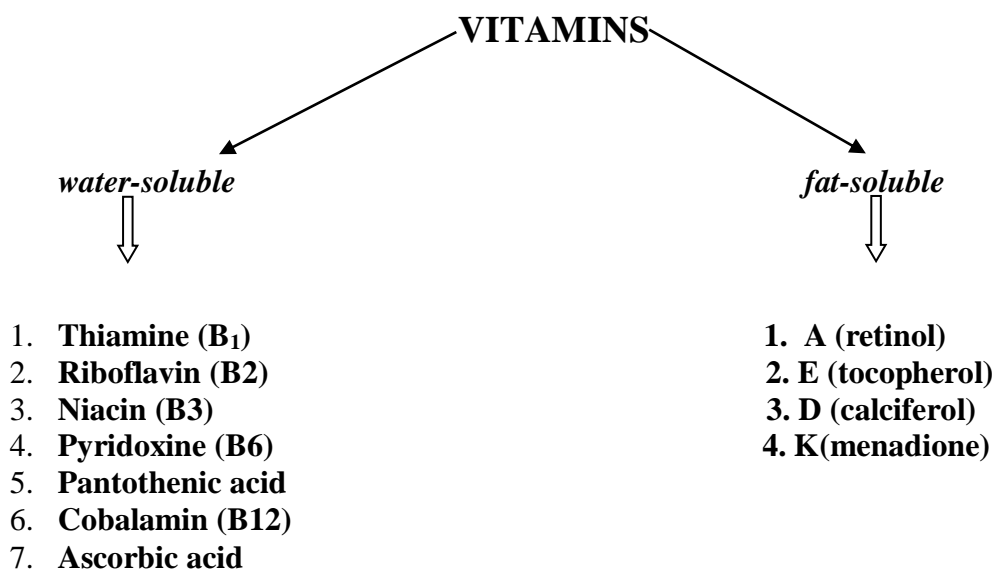 VITAMINS
water-soluble
fat-soluble
1. Thiamine (B₁)
2. Riboflavin (B2)
3. Niacin (B3)
4. Pyridoxine (B6)
5. Pantothenic acid
6. Cobalamin (B12)
7. Ascorbic acid
1. A (retinol)
2. E (tocopherol)
3. D (calciferol)
4. K(menadione)